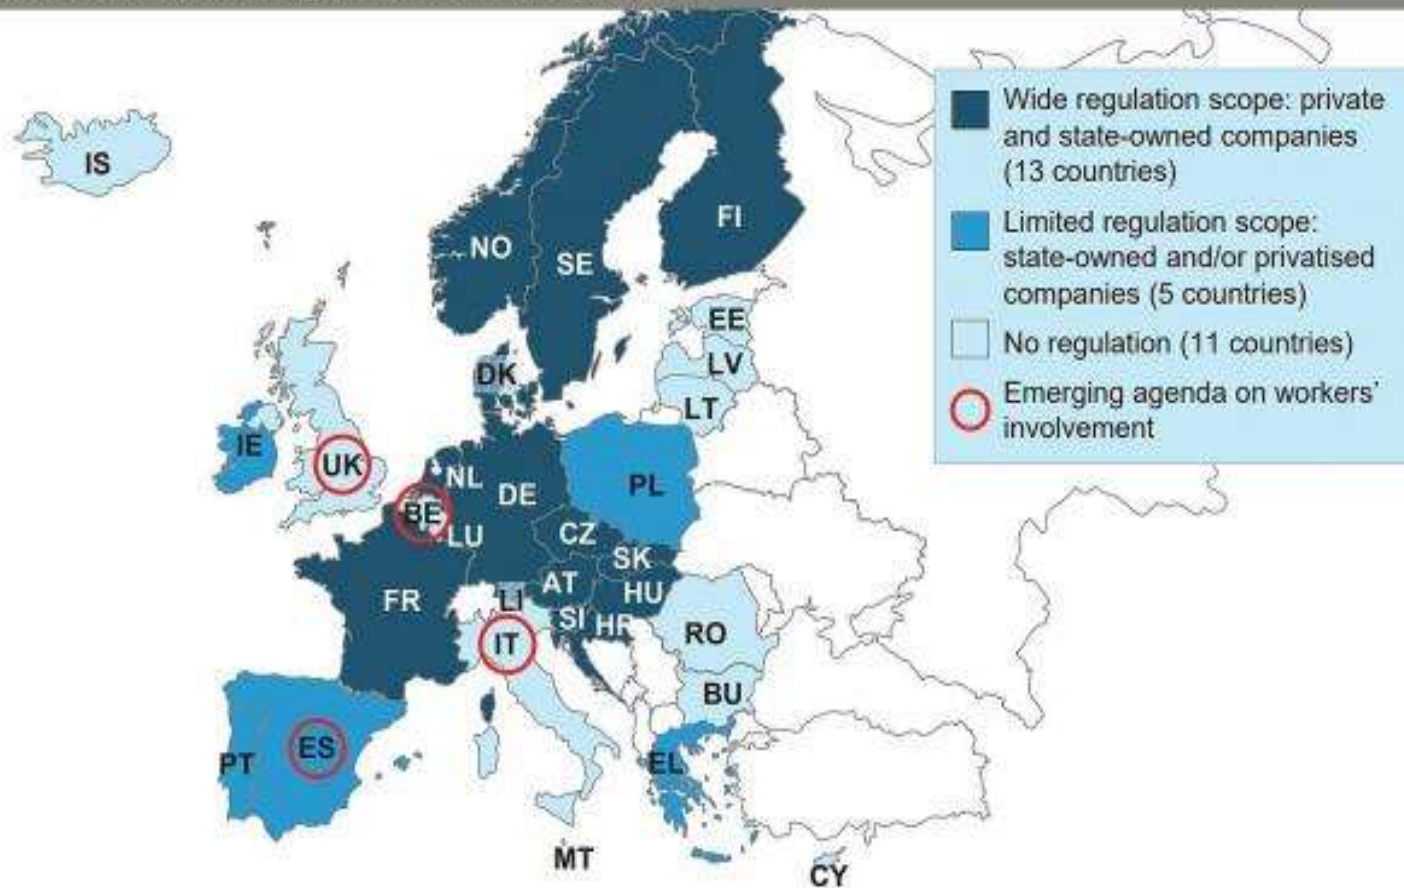 Wide regulation scope: private
and state-owned companies
(13 countries)
Limited regulation scope:
state-owned and/or privatised
companies (5 countries)
No regulation (11 countries)
Emerging agenda on workers'
involvement
IS
FI
NO
SE
EE
LV
DK
LT
IE
UK
NL
DE
PL
BE
LU
CZ
SK
AT
HU
FR
LI
SI
HR
IT
RO
BU
ES
PT
EL
MT
CY